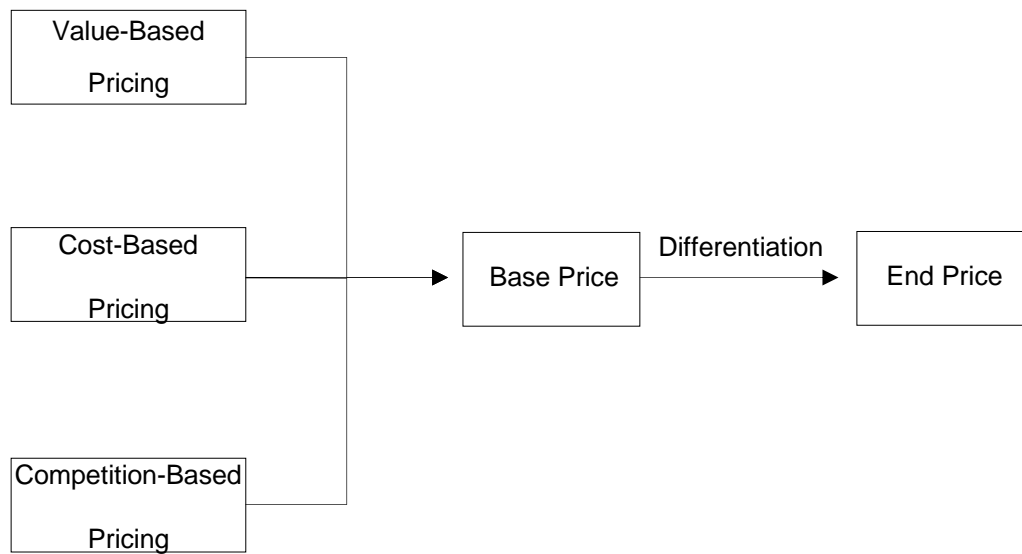 Value-Based
Pricing
Cost-Based
Pricing
Base Price
Differentiation
End Price
Competition-Based
Pricing